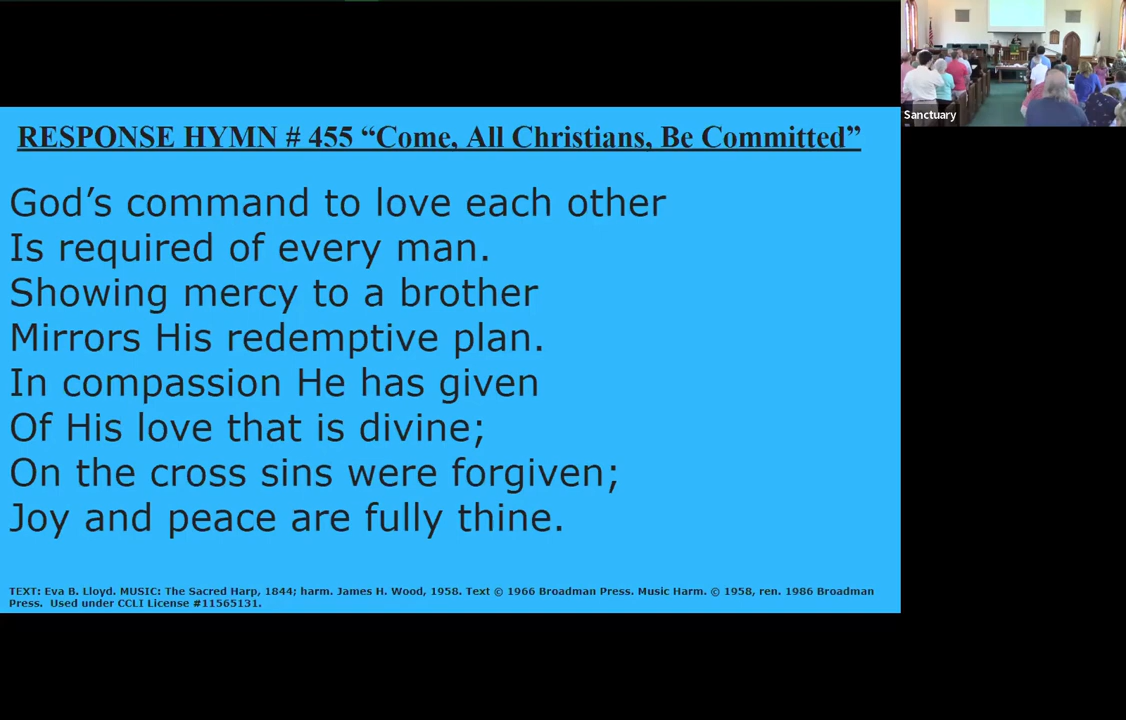 RESPONSE HYMN # 455 “Come, All Christians, Be Committed”
God’s command to love each other
Is required of every man.
Showing mercy to a brother
Mirrors His redemptive plan.
In compassion He has given
Of His love that is divine;
On the cross sins were forgiven;
Joy and peace are fully thine.
TEXT: Eva B. Lloyd. MUSIC: The Sacred Harp, 1844; harm. James H. Wood, 1958. Text © 1966 Broadman Press. Music Harm. © 1958, ren. 1986 Broadman
Press.  Used under CCLI License #11565131.
Sanctuary